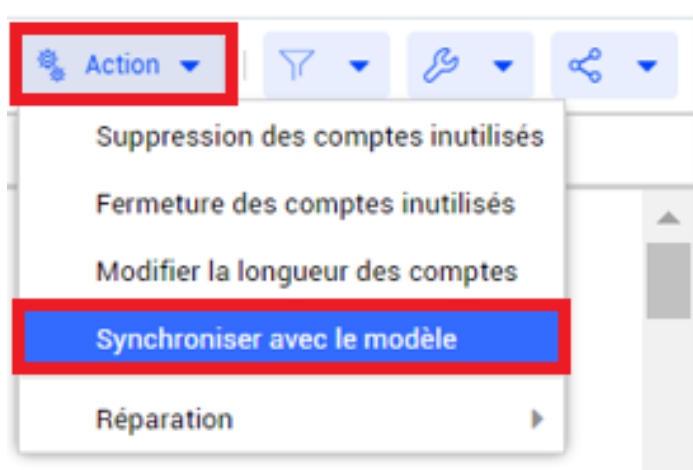 Action
Suppression des comptes inutilisés
Fermeture des comptes inutilisés
Modifier la longueur des comptes
Synchroniser avec le modèle
Réparation